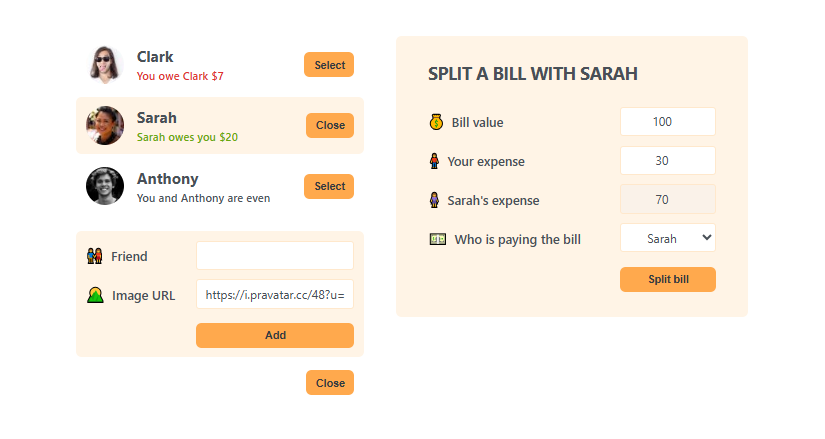 Clark
You owe Clark $7
Select
Sarah
Sarah owes you $20
Close
Anthony
You and Anthony are even
Select
Friend
Image URL
https://i.pravatar.cc/48?u=
Add
Close
SPLIT A BILL WITH SARAH
Bill value
100
Your expense
30
Sarah's expense
70
Who is paying the bill
Sarah
Split bill